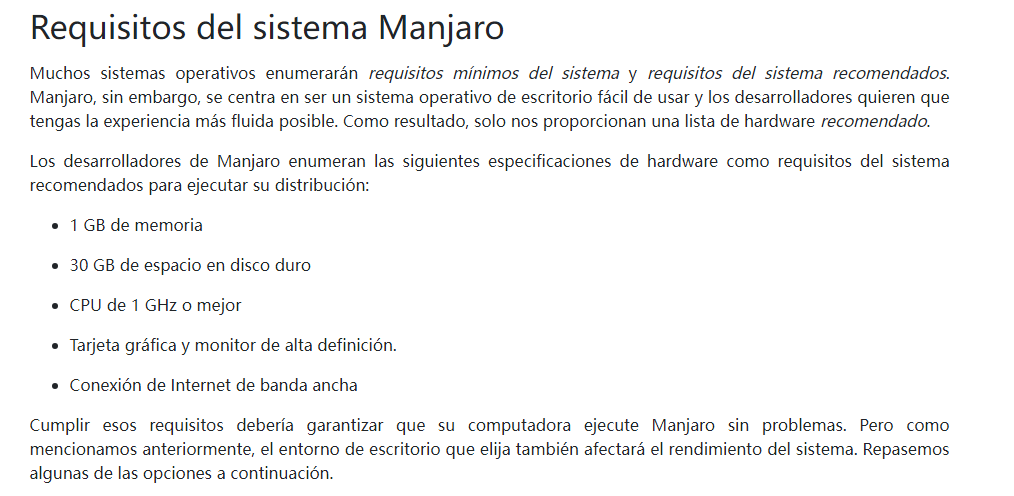 Requisitos del sistema Manjaro
Muchos sistemas operativos enumerarán requisitos mínimos del sistema y requisitos del sistema recomendados.
Manjaro, sin embargo, se centra en ser un sistema operativo de escritorio fácil de usar y los desarrolladores quieren que
tengas la experiencia más fluida posible. Como resultado, solo nos proporcionan una lista de hardware recomendado.
Los desarrolladores de Manjaro enumeran las siguientes especificaciones de hardware como requisitos del sistema
recomendados para ejecutar su distribución:
• 1 GB de memoria
• 30 GB de espacio en disco duro
• CPU de 1 GHz o mejor
• Tarjeta gráfica y monitor de alta definición.
• Conexión de Internet de banda ancha
Cumplir esos requisitos debería garantizar que su computadora ejecute Manjaro sin problemas. Pero como
mencionamos anteriormente, el entorno de escritorio que elija también afectará el rendimiento del sistema. Repasemos
algunas de las opciones a continuación.